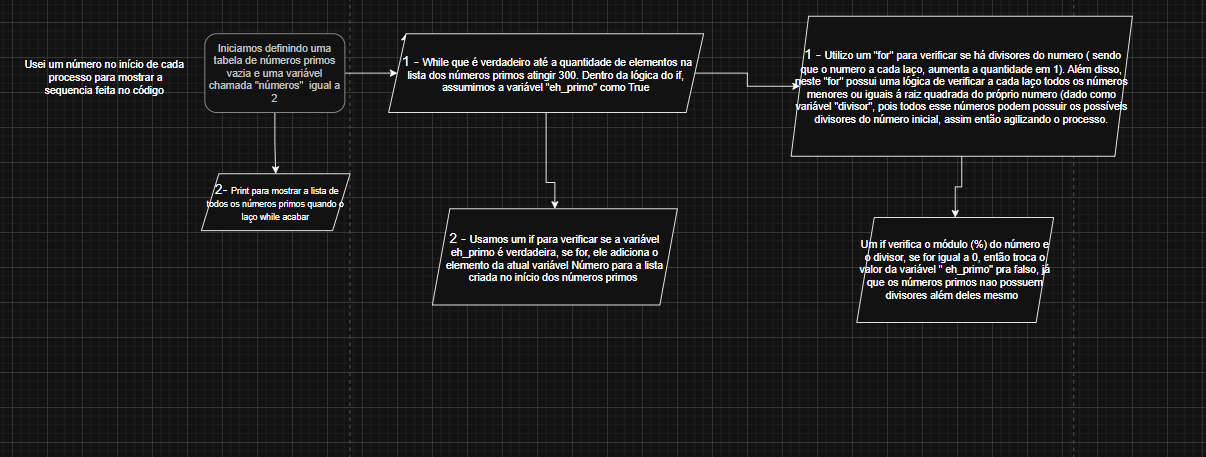 Usei um número no início de cada
processo para mostrar a
sequencia feita no código
Iniciamos definindo uma
tabela de números primos
vazia e uma variável
chamada "números" igual a
2
2- Print para mostrar a lista de
todos os números primos quando o
laço while acabar
1 - While que é verdadeiro até a quantidade de elementos na
lista dos números primos atingir 300. Dentro da lógica do if,
assumimos a variável "eh_primo" como True
2 - Usamos um if para verificar se a variável
eh_primo é verdadeira, se for, ele adiciona o
elemento da atual variável Número para a lista
criada no início dos números primos
1 - Utilizo um "for" para verificar se há divisores do numero ( sendo
que o numero a cada laço, aumenta a quantidade em 1). Além disso,
neste "for" possui uma lógica de verificar a cada laço todos os números
menores ou iguais á raiz quadrada do próprio numero (dado como
variável "divisor", pois todos esse números podem possuir os possíveis
divisores do número inicial, assim então agilizando o processo.
Um if verifica o módulo (%) do número e
o divisor, se for igual a 0, então troca o
valor da variável " eh_primo" pra falso, já
que os números primos nao possuem
divisores além deles mesmo